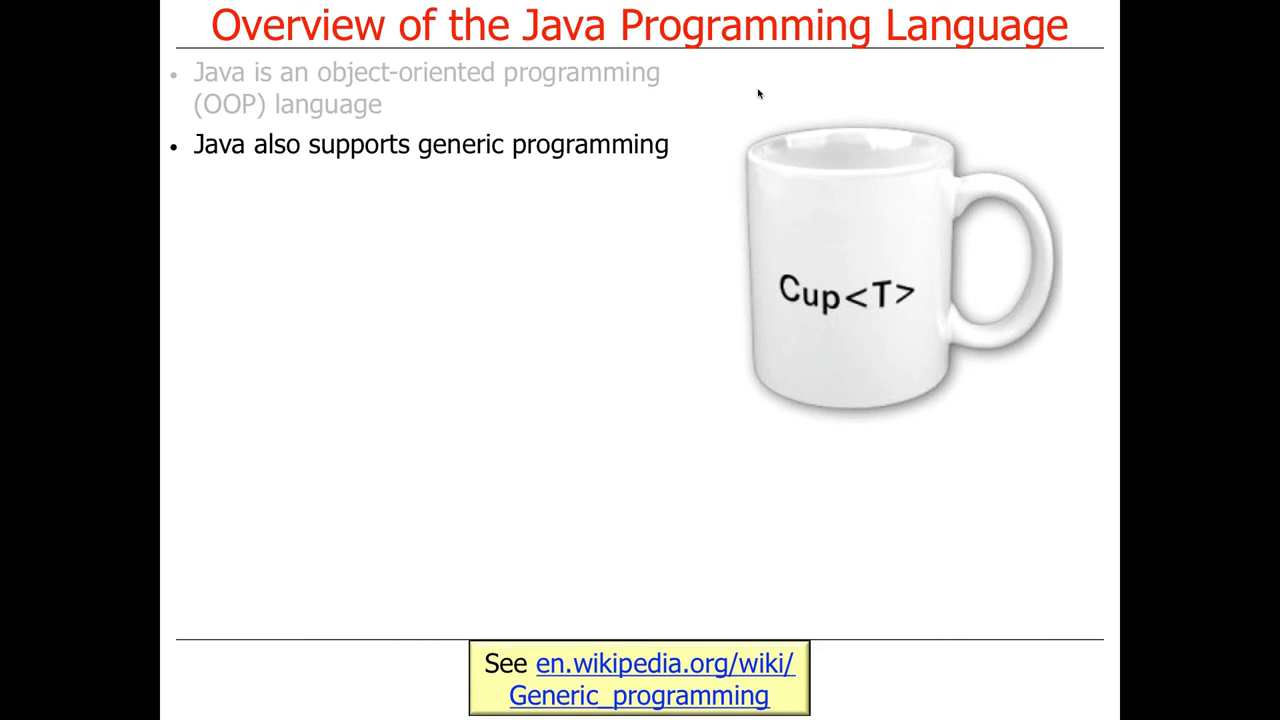 Overview of the Java Programming Language
• Java is an object-oriented programming
(OOP) language
• Java also supports generic programming
Cup<T>
See en.wikipedia.org/wiki/
Generic_programming